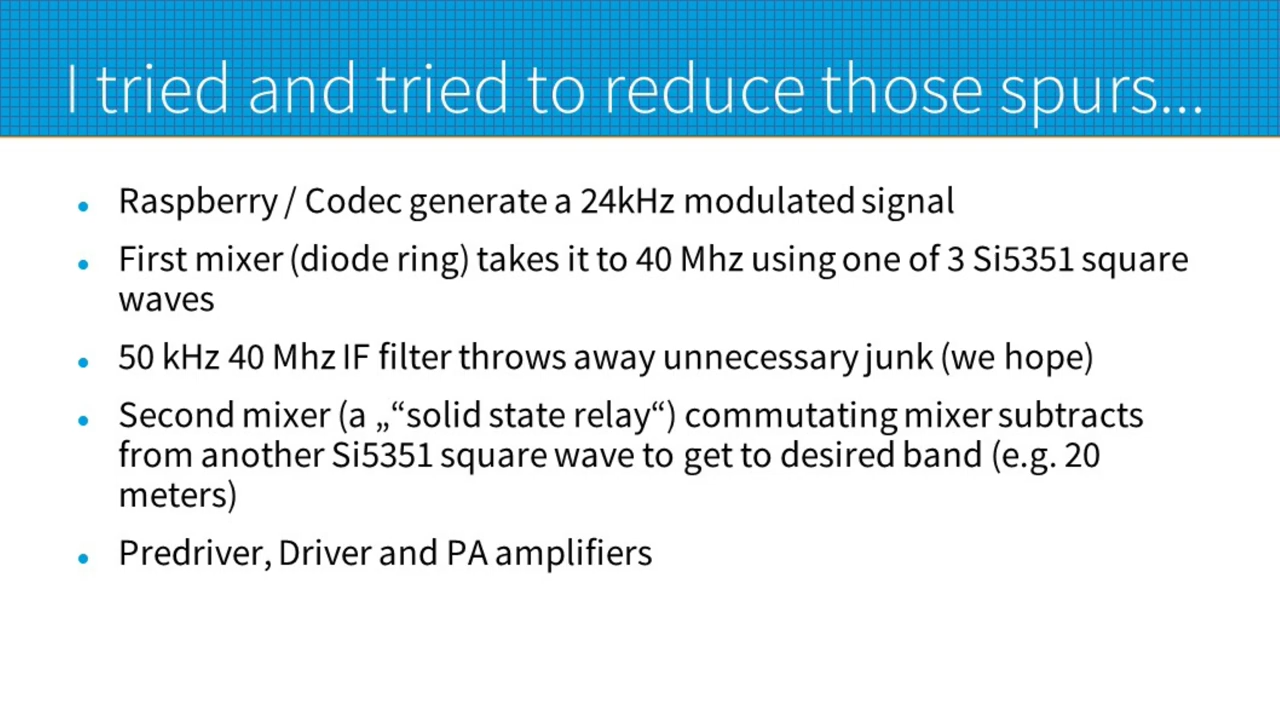 I tried and tried to reduce those spurs...
Raspberry / Codec generate a 24kHz modulated signal
First mixer (diode ring) takes it to 40 Mhz using one of 3 Si5351 square
waves
50 kHz 40 Mhz IF filter throws away unnecessary junk (we hope)
Second mixer (a „“solid state relay“) commutating mixer subtracts
from another Si5351 square wave to get to desired band (e.g. 20
meters)
Predriver, Driver and PA amplifiers